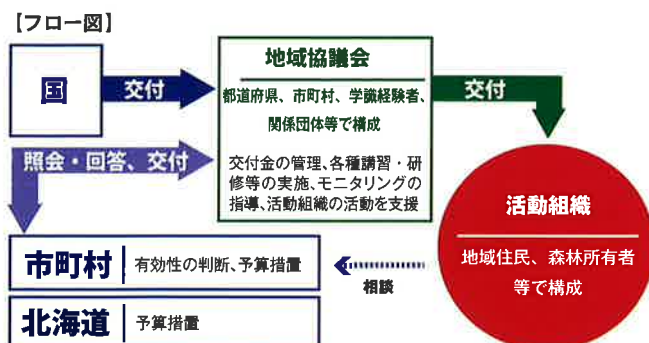 【フロー図】
国
交付
地域協議会
都道府県、市町村、学識経験者、
関係団体等で構成
交付金の管理、各種講習・研
修等の実施、モニタリングの
指導、活動組織の活動を支援
交付
照会・回答、交付
活動組織
地域住民、森林所有者
等で構成
相談
市町村
有効性の判断、予算措置
北海道
予算措置